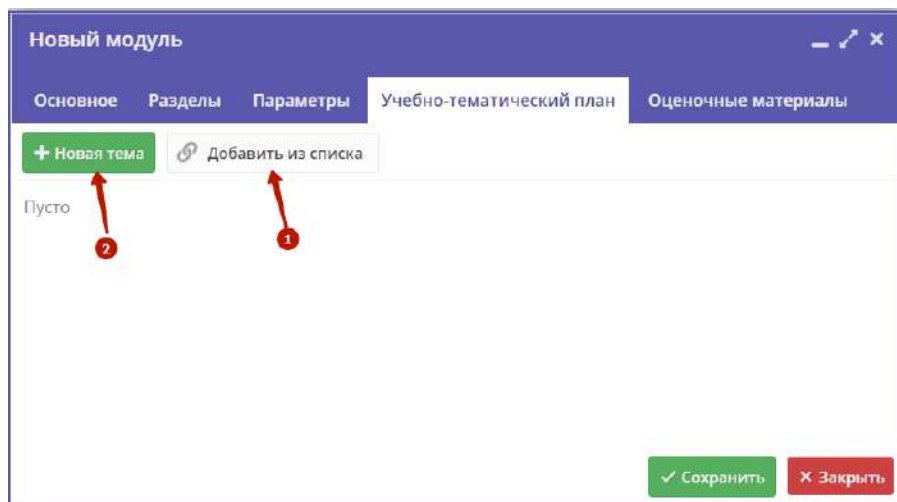 Новый модуль
Основное Разделы Параметры Учебно-тематический план Оценочные материалы
+ Новая тема Добавить из списка
Пусто
2 1
✓ Сохранить × Закрыть